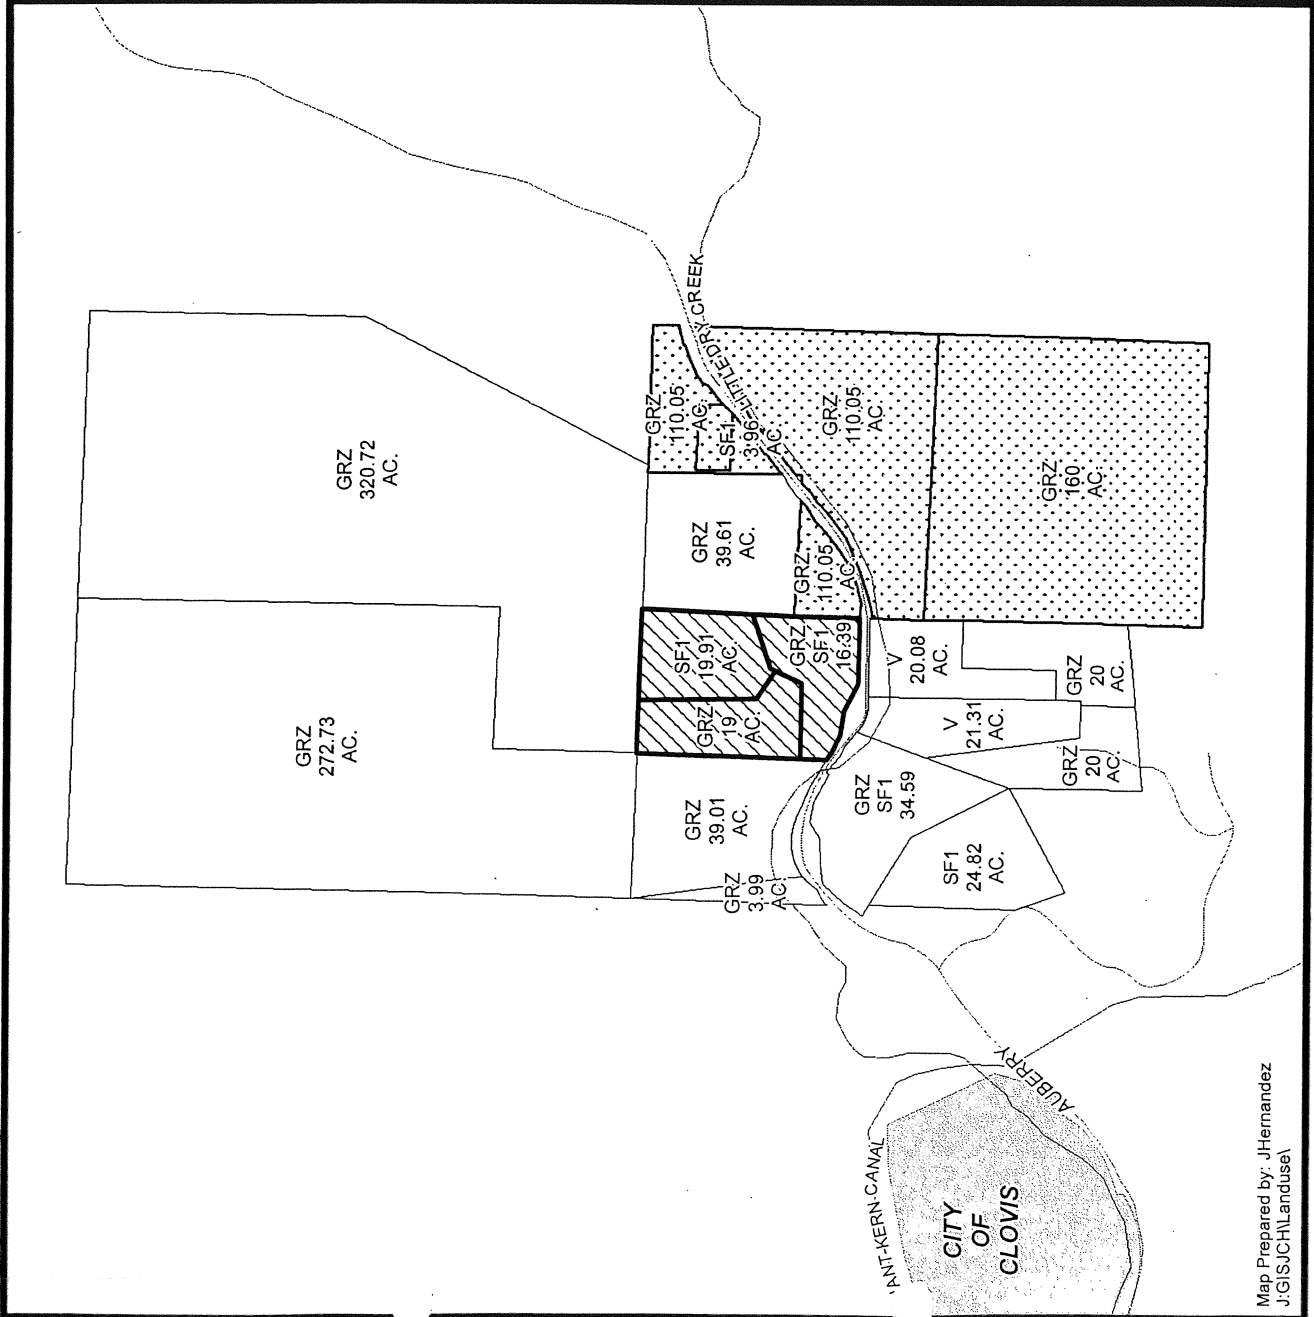 GRZ
320.72
AC.
GRZ
272.73
AC.
GRZ
110.05
AC.
SF1
3.96
AC.
LITTLE DRY CREEK
GRZ
110.05
AC.
GRZ
160
AC.
GRZ
39.61
AC.
GRZ
110.05
AC.
SF1
19.91
AC.
GRZ
SF1
16.39
GRZ
19
AC.
V
20.08
AC.
GRZ
20
AC.
V
21.31
AC.
GRZ
20
AC.
GRZ
39.01
AC.
GRZ
SF1
34.59
SF1
24.82
AC.
GRZ
3.99
AC.
AUBERRY
'ANT-KERN-CANAL
CITY
OF
CLOVIS
Map Prepared by: JHernandez
J:GISJCH\Landuse\